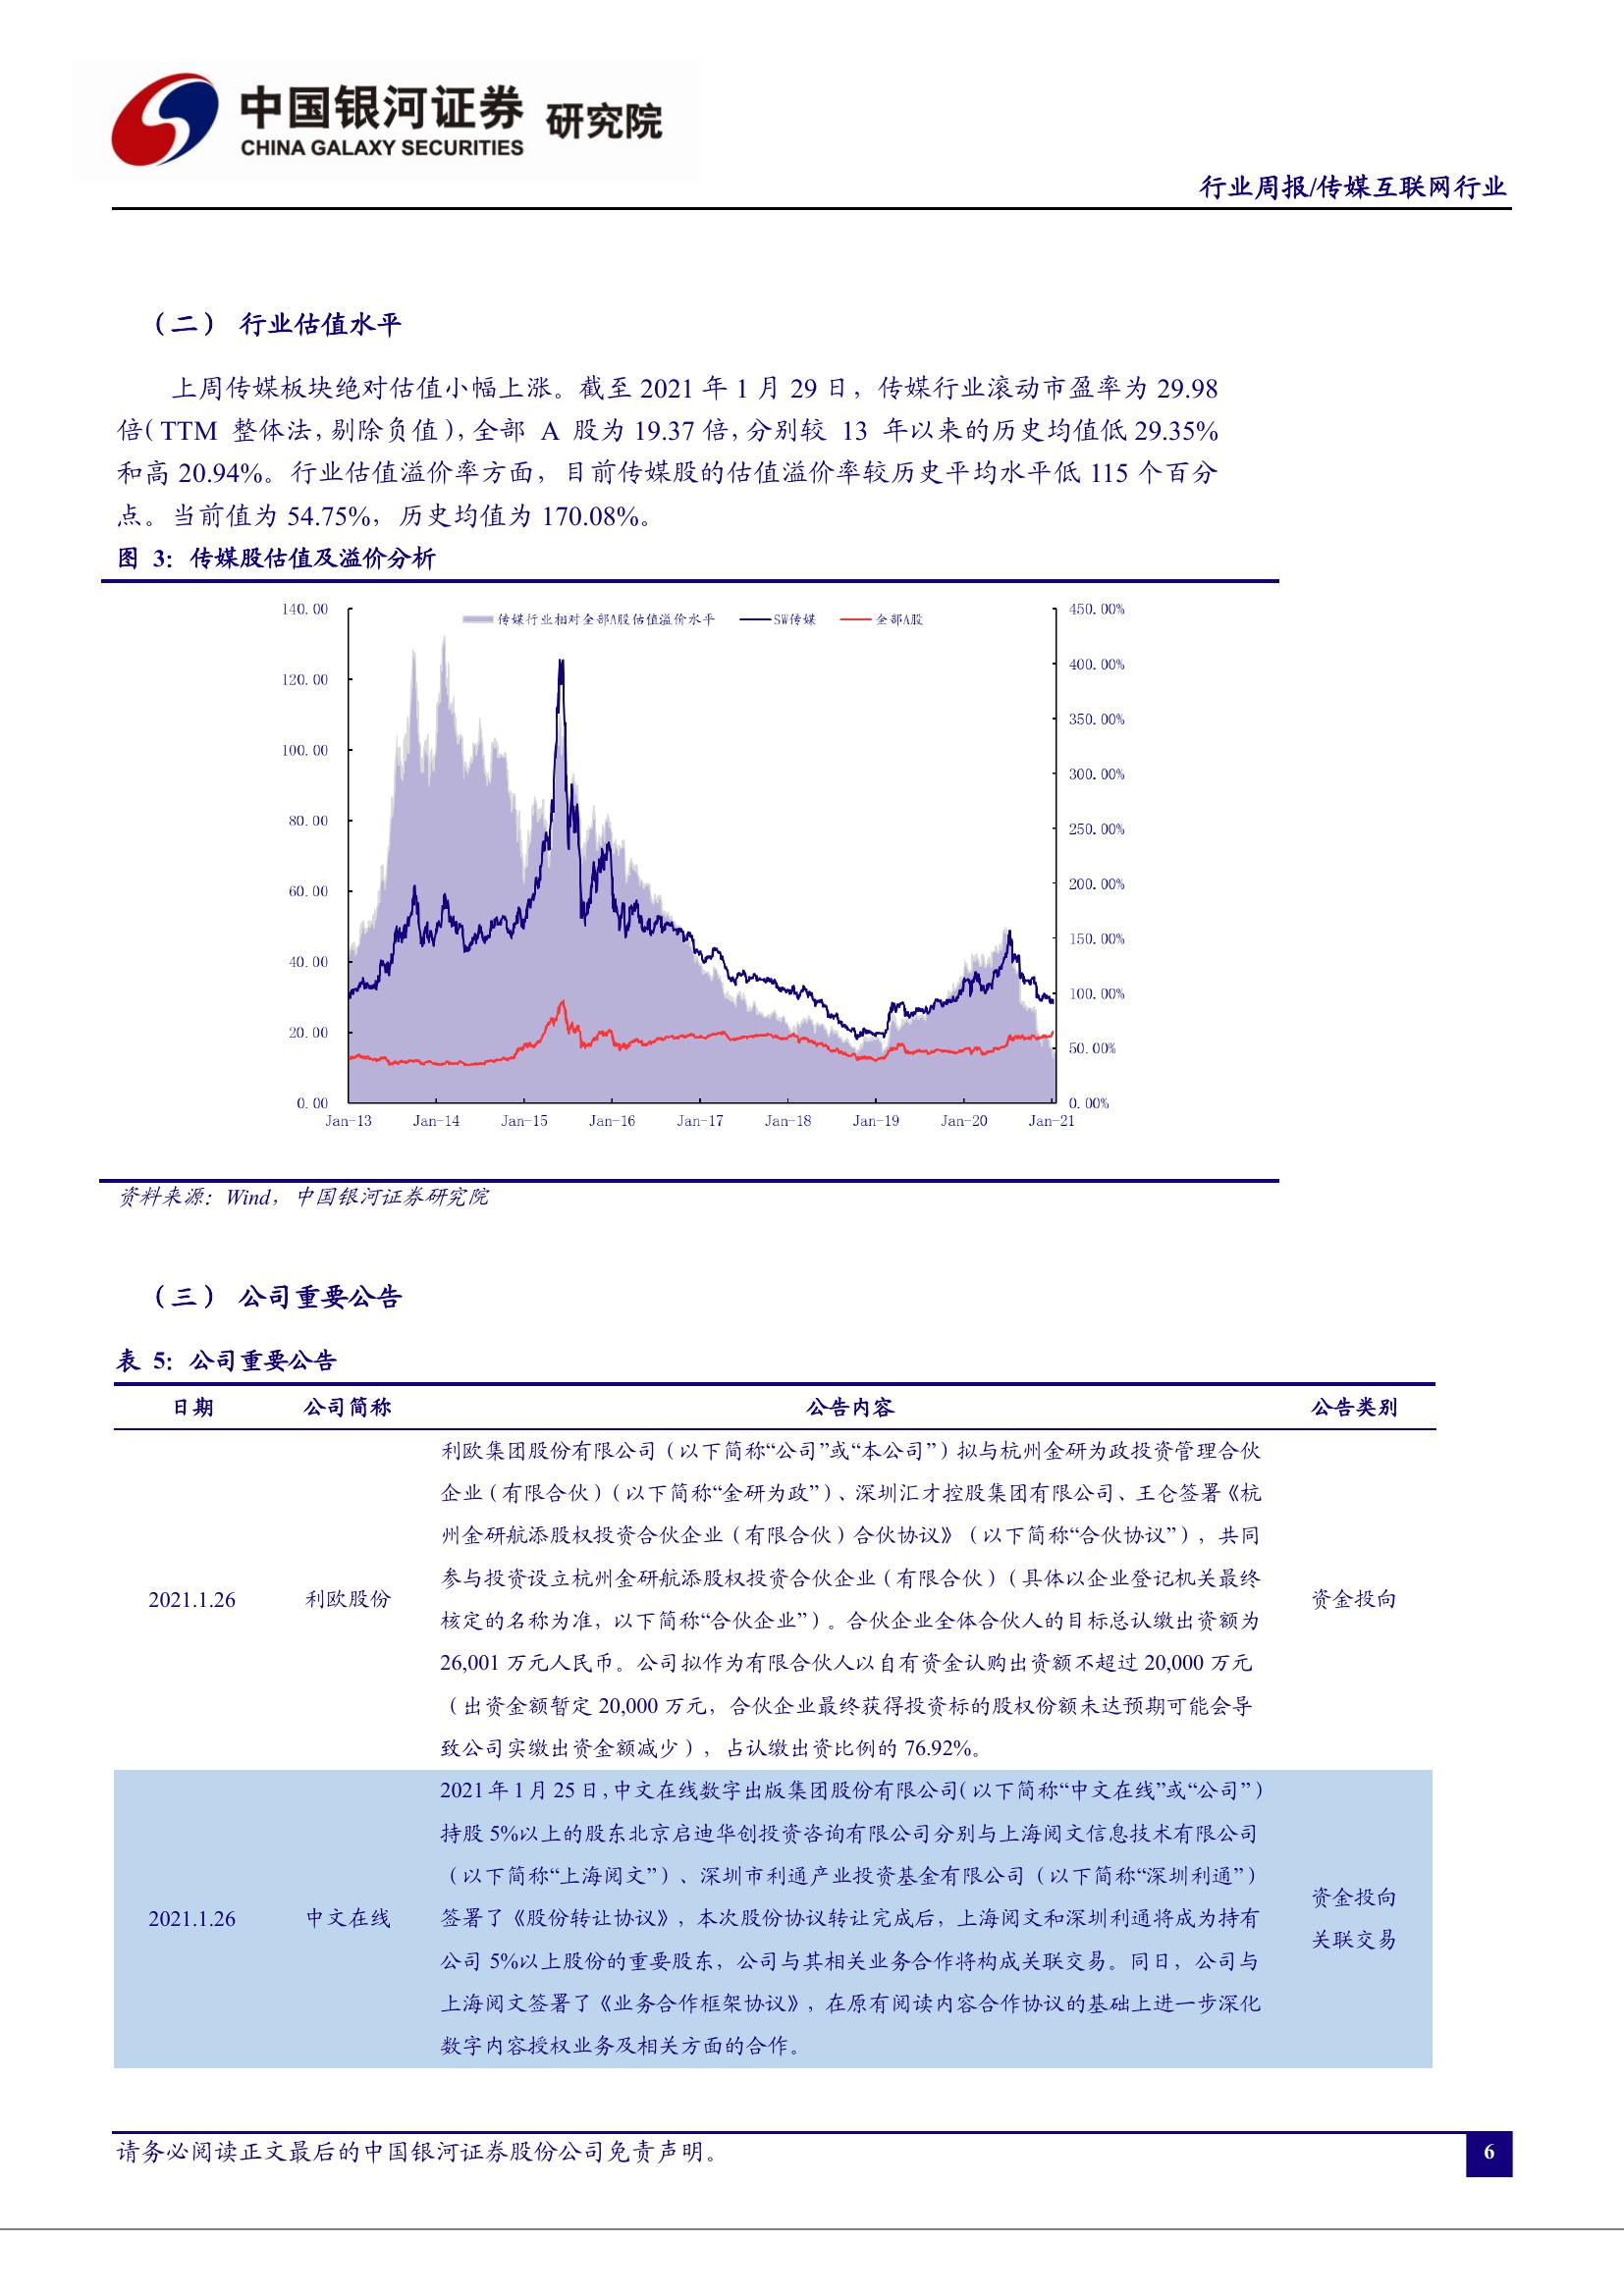 中国银河证券 研究院
CHINA GALAXY SECURITIES
行业周报/传媒互联网行业
（二） 行业估值水平
上周传媒板块绝对估值小幅上涨。截至 2021 年 1 月 29 日，传媒行业滚动市盈率为 29.98
倍（TTM 整体法，剔除负值），全部 A 股为 19.37 倍，分别较 13 年以来的历史均值低 29.35%
和高 20.94%。行业估值溢价率方面，目前传媒股的估值溢价率较历史平均水平低 115 个百分
点。当前值为 54.75%，历史均值为 170.08%。
图 3：传媒股估值及溢价分析
传媒行业相对全部A股估值溢价水平 SW传媒 全部A股
140.00 450.00%
400.00%
120.00
350.00%
100.00
300.00%
80.00 250.00%
60.00 200.00%
150.00%
40.00
100.00%
20.00
50.00%
0.00 0.00%
Jan-13 Jan-14 Jan-15 Jan-16 Jan-17 Jan-18 Jan-19 Jan-20 Jan-21
资料来源：Wind，中国银河证券研究院
（三） 公司重要公告
表 5：公司重要公告
日期 公司简称 公告内容 公告类别
利欧集团股份有限公司（以下简称“公司”或“本公司”）拟与杭州金研为政投资管理合伙
企业（有限合伙）（以下简称“金研为政”）、深圳汇才控股集团有限公司、王仑签署《杭
州金研航添股权投资合伙企业（有限合伙）合伙协议》（以下简称“合伙协议”），共同
参与投资设立杭州金研航添股权投资合伙企业（有限合伙）（具体以企业登记机关最终
2021.1.26 利欧股份 资金投向
核定的名称为准，以下简称“合伙企业”）。合伙企业全体合伙人的目标总认缴出资额为
26,001 万元人民币。公司拟作为有限合伙人以自有资金认购出资额不超过 20,000 万元
（出资金额暂定 20,000 万元，合伙企业最终获得投资标的股权份额未达预期可能会导
致公司实缴出资金额减少），占认缴出资比例的 76.92%。
2021 年 1 月 25 日，中文在线数字出版集团股份有限公司（以下简称“中文在线”或“公司”）
持股 5%以上的股东北京启迪华创投资咨询有限公司分别与上海阅文信息技术有限公司
（以下简称“上海阅文”）、深圳市利通产业投资基金有限公司（以下简称“深圳利通”）
2021.1.26 中文在线 资金投向
关联交易
签署了《股份转让协议》，本次股份协议转让完成后，上海阅文和深圳利通将成为持有
公司 5%以上股份的重要股东，公司与其相关业务合作将构成关联交易。同日，公司与
上海阅文签署了《业务合作框架协议》，在原有阅读内容合作协议的基础上进一步深化
数字内容授权业务及相关方面的合作。
请务必阅读正文最后的中国银河证券股份公司免责声明。
6